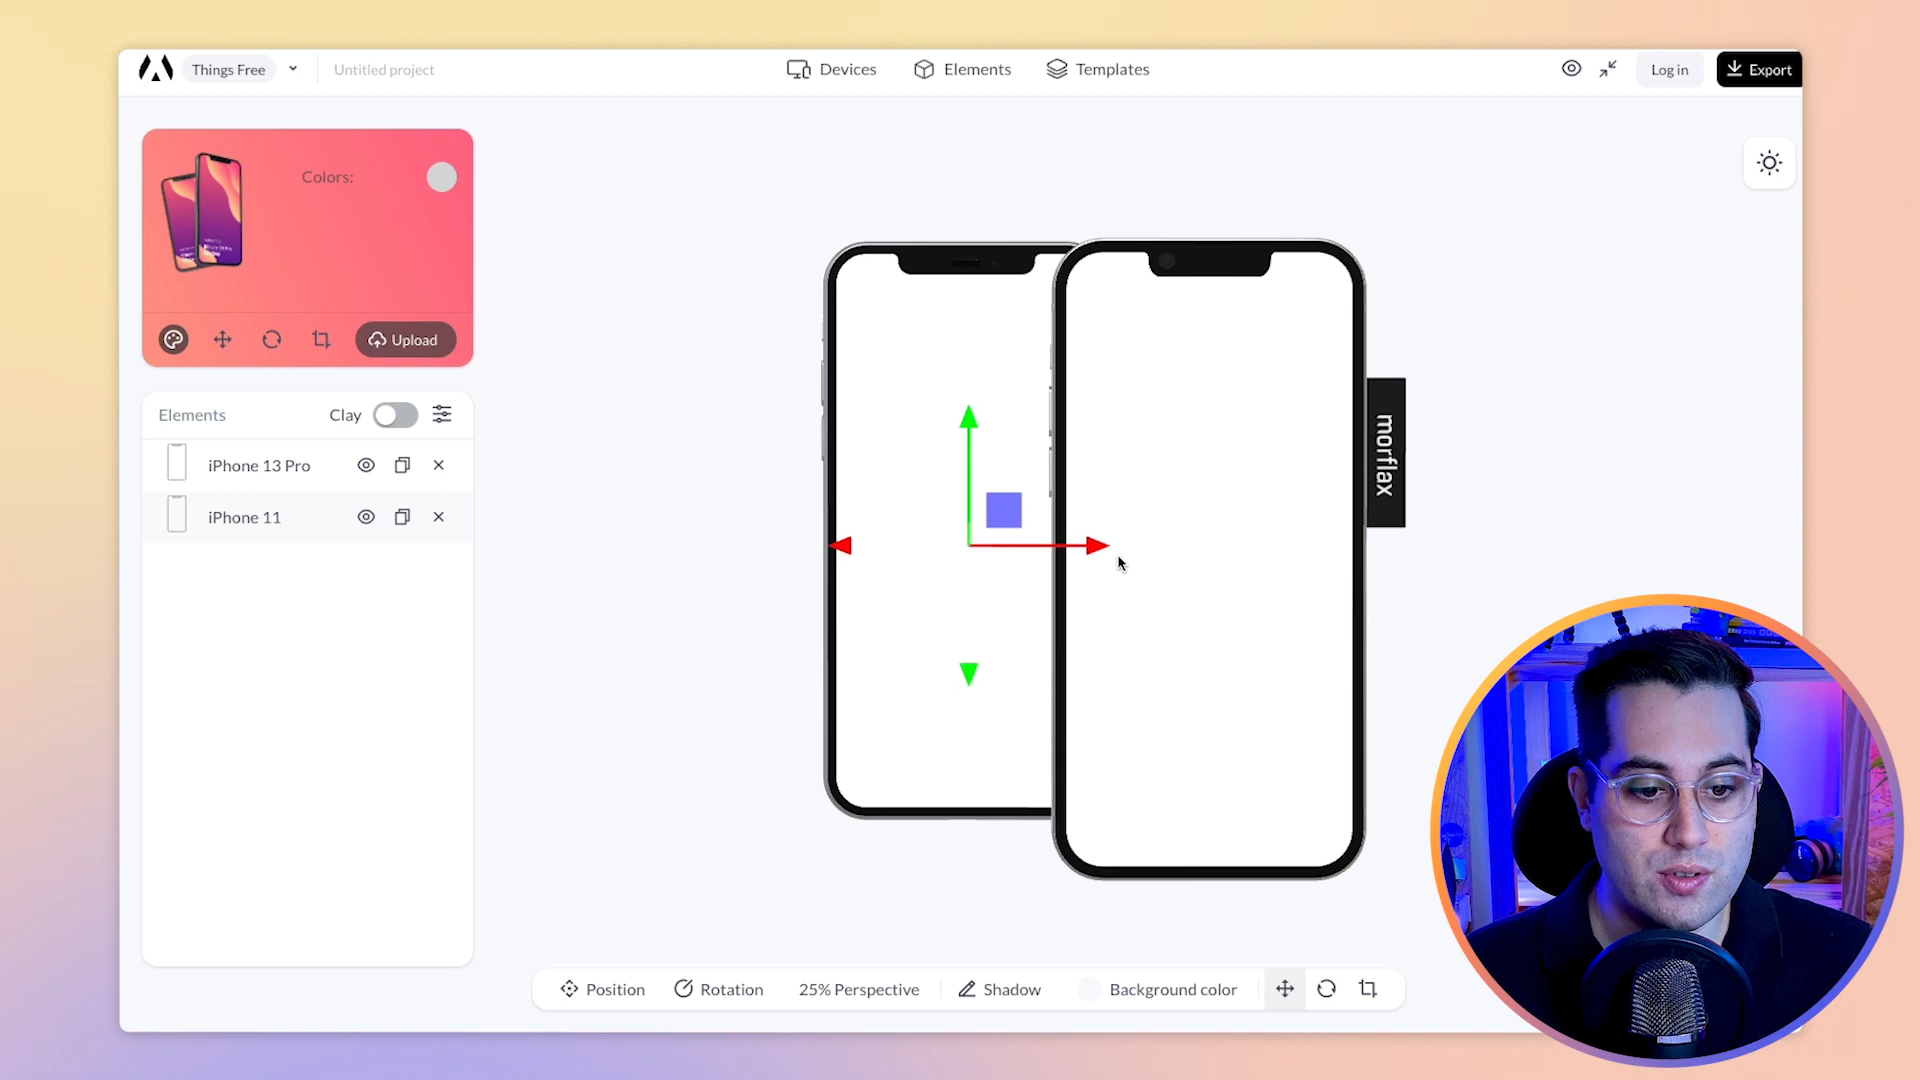 Things Free
Untitled project
Devices
Elements
Templates
Log in
Export
Colors:
Upload
Elements
Clay
iPhone 13 Pro
iPhone 11
morflax
Position
Rotation
25% Perspective
Shadow
Background color